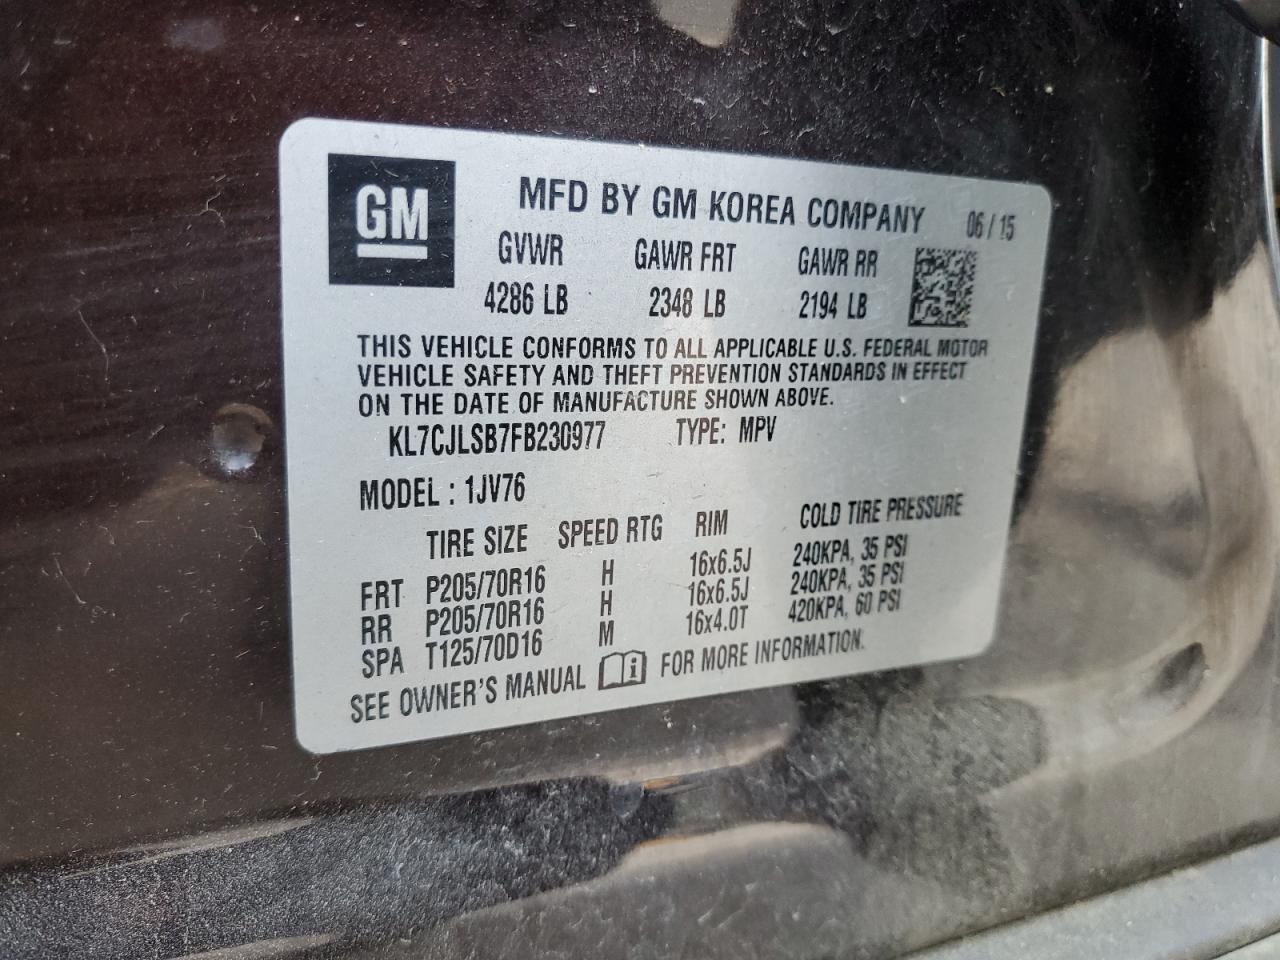 GM
MFD BY GM KOREA COMPANY 06/15
GVWR GAWR FRT GAWR RR
4286 LB 2348 LB 2194 LB
THIS VEHICLE CONFORMS TO ALL APPLICABLE U.S. FEDERAL MOTOR
VEHICLE SAFETY AND THEFT PREVENTION STANDARDS IN EFFECT
ON THE DATE OF MANUFACTURE SHOWN ABOVE.
KL7CJLSB7FB230977 TYPE: MPV
MODEL : 1JV76
TIRE SIZE SPEED RTG RIM COLD TIRE PRESSURE
FRT P205/70R16 H 16x6.5J 240KPA, 35 PSI
RR P205/70R16 H 16x6.5J 240KPA, 35 PSI
SPA T125/70D16 M 16x4.0T 420KPA, 60 PSI
SEE OWNER'S MANUAL i FOR MORE INFORMATION.